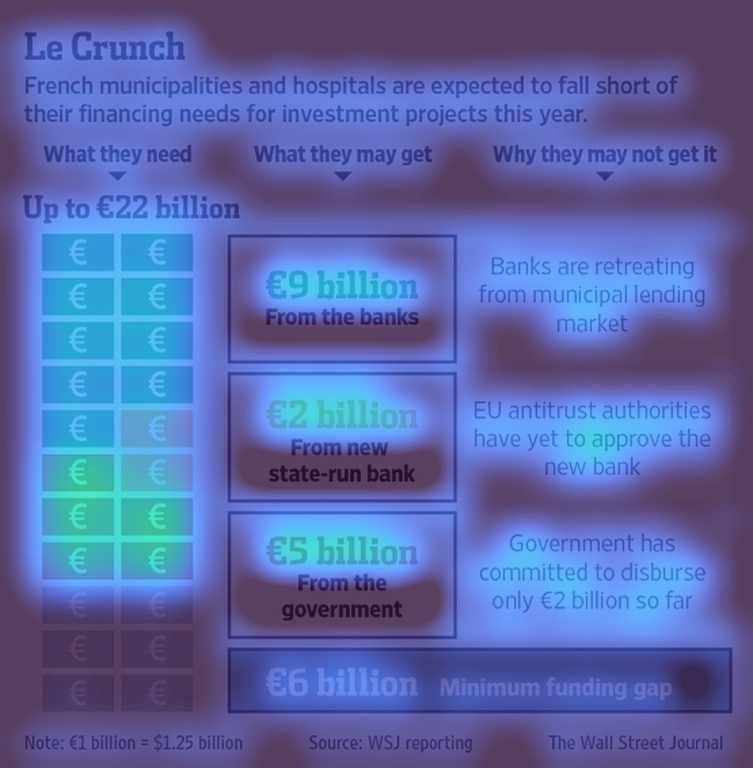 Le Crunch
French municipalities and hospitals are expected to fall short of
their financing needs for investment projects this year.
What they need
What they may get
Why they may not get it
Up to €22 billion
€ €
€ €
€ €
€ €
€ €
€ €
€ €
€ €
€ €
€ €
€ €
€9 billion
From the banks
Banks are retreating
from municipal lending
market
€2 billion
From new
state-run bank
EU antitrust authorities
have yet to approve the
new bank
€5 billion
From the
government
Government has
committed to disburse
only €2 billion so far
€6 billion Minimum funding gap
Note: €1 billion = $1.25 billion
Source: WSJ reporting
The Wall Street Journal